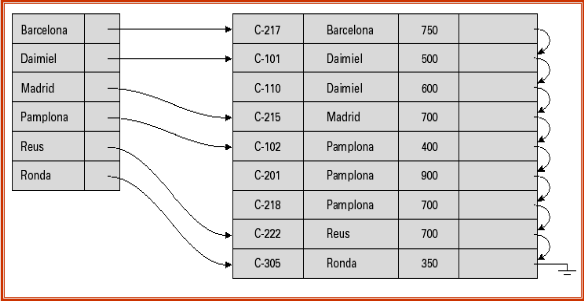 Barcelona C-217 Barcelona 750
Daimiel C-101 Daimiel 500
Madrid C-110 Daimiel 600
Pamplona C-215 Madrid 700
Reus C-102 Pamplona 400
Ronda C-201 Pamplona 900
C-218 Pamplona 700
C-222 Reus 700
C-305 Ronda 350